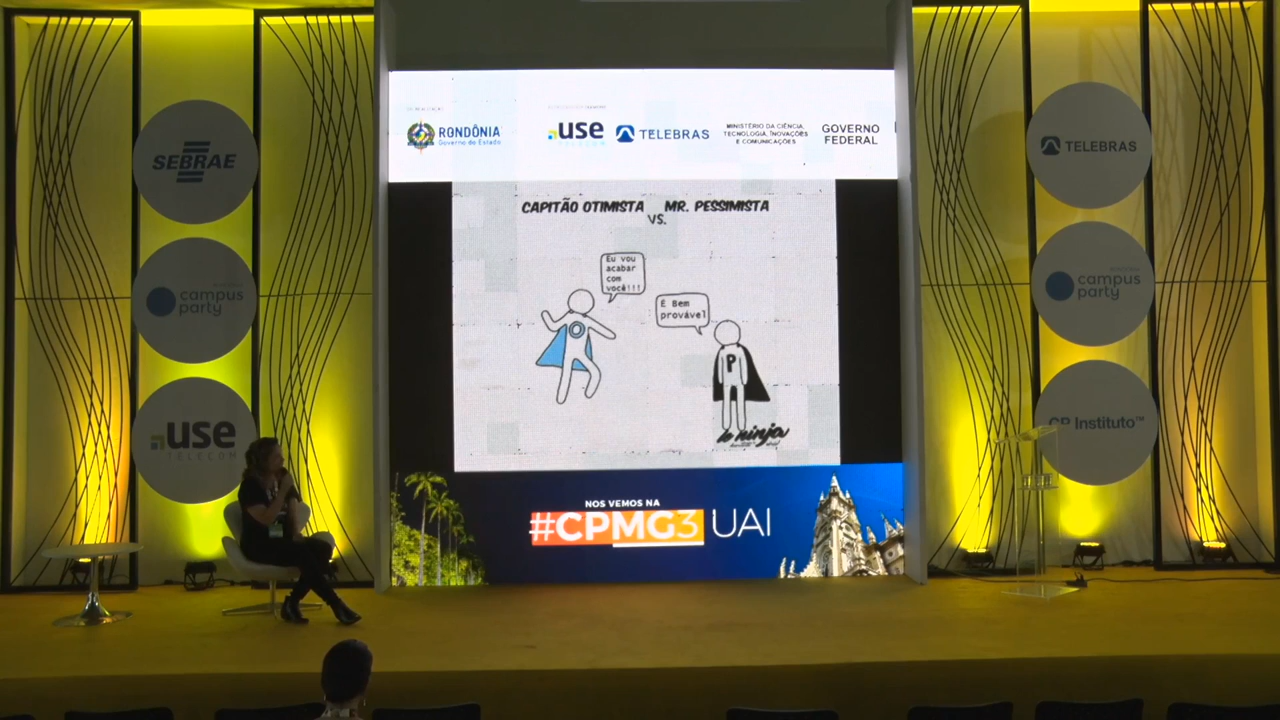 RONDÔNIA
Governo do Estado
use
TELECOM
TELEBRAS
MINISTÉRIO DA CIÊNCIA,
TECNOLOGIA, INOVAÇÕES
E COMUNICAÇÕES
GOVERNO
FEDERAL
SEBRAE
campus
party
use
TELECOM
CAPITÃO OTIMISTA
VS.
MR. PESSIMISTA
Eu vou
acabar
com
você!!!
É Bem
provável
O
P
NOS VEMOS NA
#CPMG3 UAI
TELEBRAS
campus
party
CP Instituto™